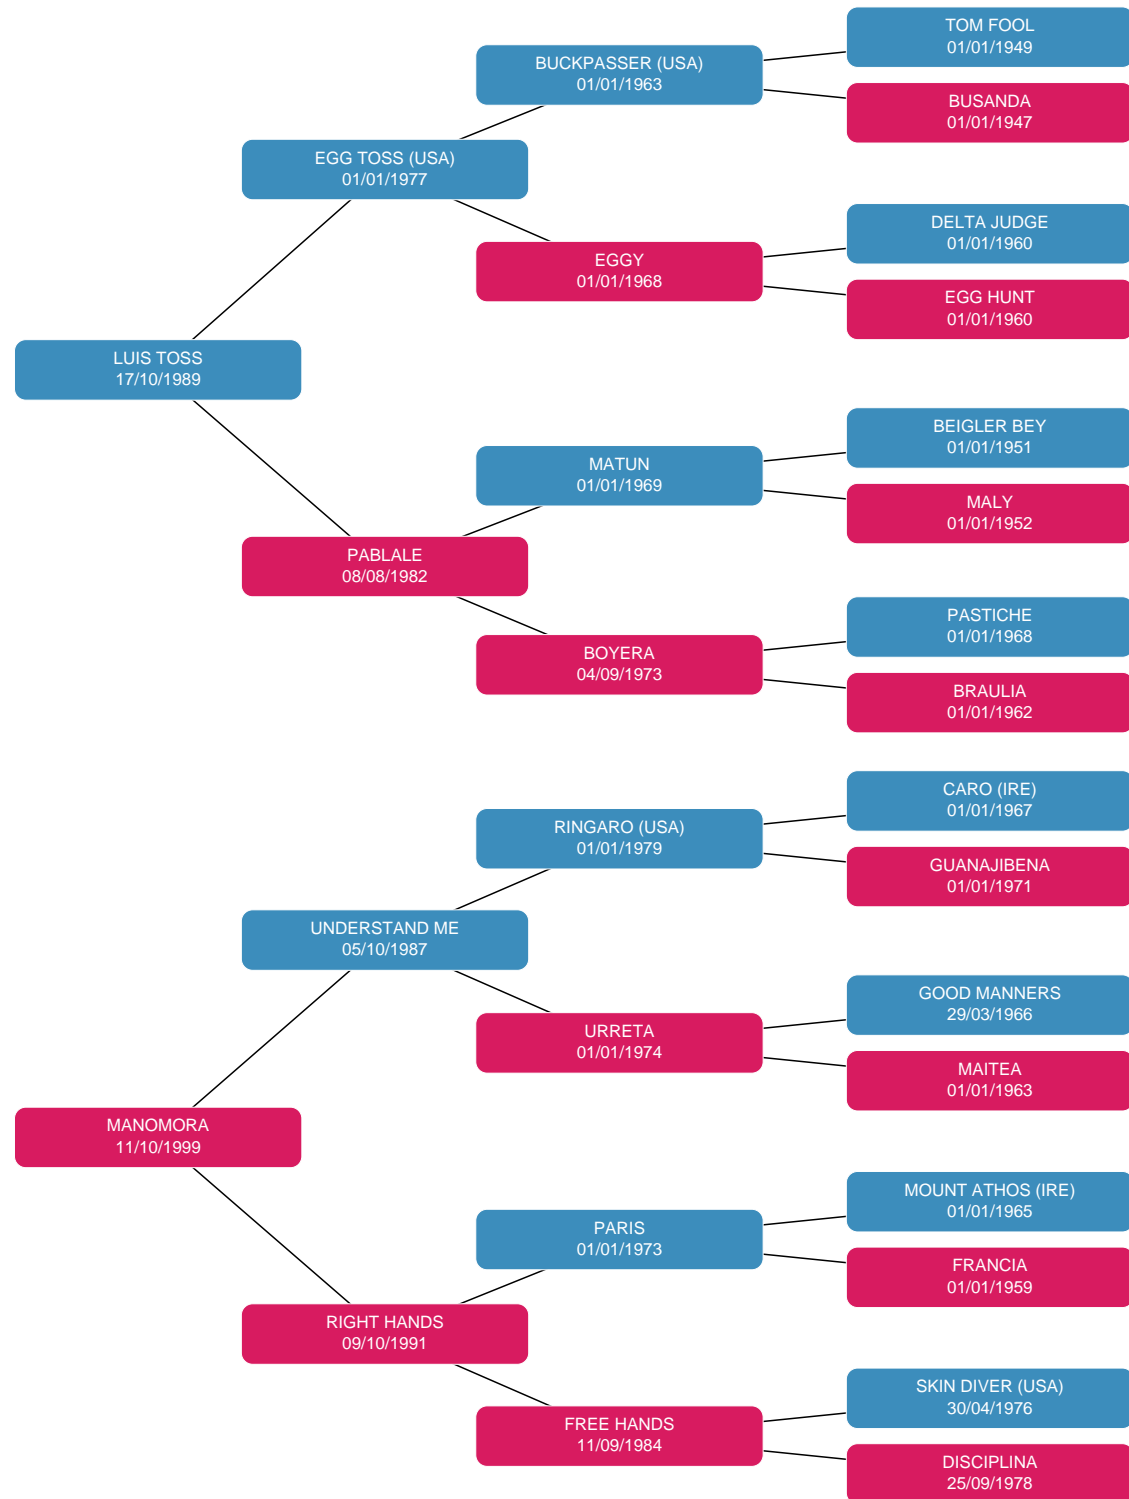 TOM FOOL
01/01/1949
BUCKPASSER (USA)
01/01/1963
BUSANDA
01/01/1947
EGG TOSS (USA)
01/01/1977
DELTA JUDGE
01/01/1960
EGGY
01/01/1968
EGG HUNT
01/01/1960
LUIS TOSS
17/10/1989
BEIGLER BEY
01/01/1951
MATUN
01/01/1969
MALY
01/01/1952
PABLALE
08/08/1982
PASTICHE
01/01/1968
BOYERA
04/09/1973
BRAULIA
01/01/1962
CARO (IRE)
01/01/1967
RINGARO (USA)
01/01/1979
GUANAJIBENA
01/01/1971
UNDERSTAND ME
05/10/1987
GOOD MANNERS
29/03/1966
URRETA
01/01/1974
MAITEA
01/01/1963
MANOMORA
11/10/1999
MOUNT ATHOS (IRE)
01/01/1965
PARIS
01/01/1973
FRANCIA
01/01/1959
RIGHT HANDS
09/10/1991
SKIN DIVER (USA)
30/04/1976
FREE HANDS
11/09/1984
DISCIPLINA
25/09/1978